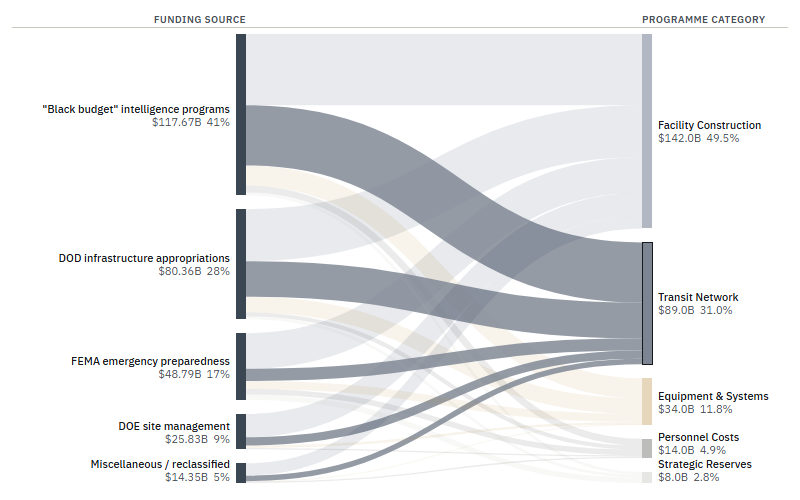 FUNDING SOURCE
PROGRAMME CATEGORY
"Black budget" intelligence programs
$117.67B 41%
DOD infrastructure appropriations
$80.36B 28%
FEMA emergency preparedness
$48.79B 17%
DOE site management
$25.83B 9%
Miscellaneous / reclassified
$14.35B 5%
Facility Construction
$142.0B 49.5%
Transit Network
$89.0B 31.0%
Equipment & Systems
$34.0B 11.8%
Personnel Costs
$14.0B 4.9%
Strategic Reserves
$8.0B 2.8%